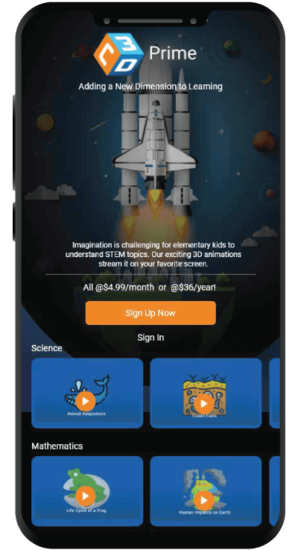 C3D Prime
Adding a New Dimension to Learning
Imagination is challenging for elementary kids to
understand STEM topics. Our exciting 3D animations
stream it on your favorite screen.
All @$4.99/month or @$36/year!
Sign Up Now
Sign In
Science
Animal Adaptations
Mathematics
Life Cycle of a Frog
Human Impacts on Earth